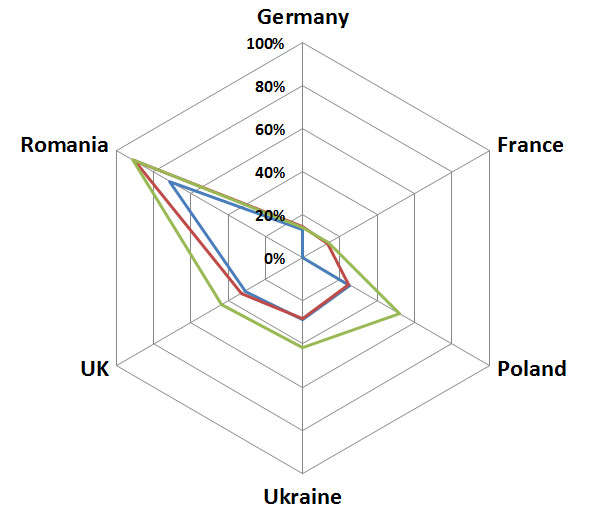 Germany
100%
80%
60%
40%
20%
0%
Romania
France
UK
Poland
Ukraine